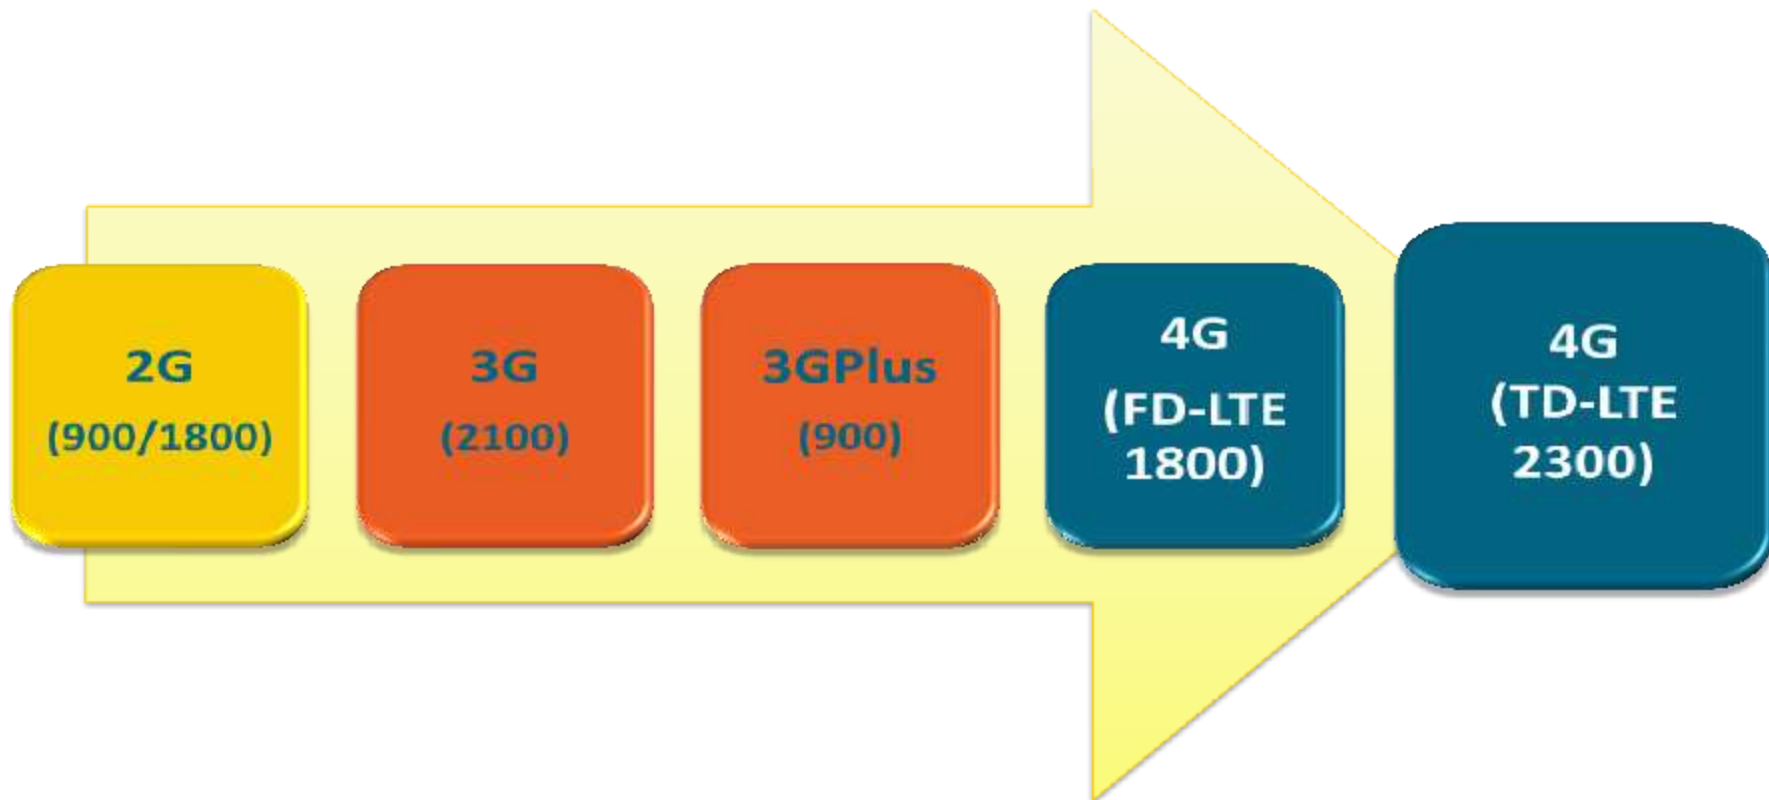 2G
(900/1800)
3G
(2100)
3GPlus
(900)
4G
(FD-LTE
1800)
4G
(TD-LTE
2300)